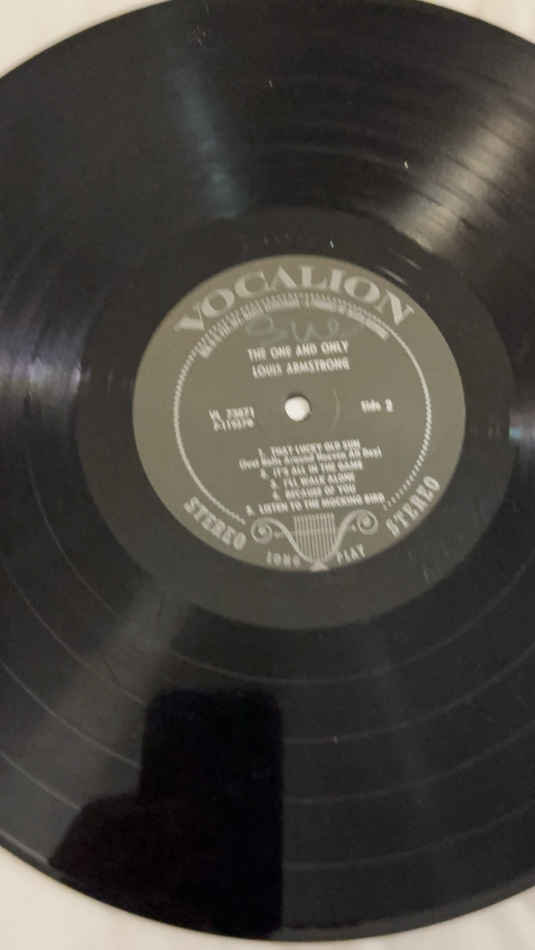 VOCALION
Sue
THE ONE AND ONLY
LOUIS ARMSTRONG
VL 73871 Side 2
1. THAT LUCKY OLD SUN
(Just Rolls Around Heaven All Day)
2. IT'S ALL IN THE GAME
3. I'LL WALK ALONE
4. BECAUSE OF YOU
5. LISTEN TO THE MOCKING BIRD
STEREO STEREO
LONG PLAY